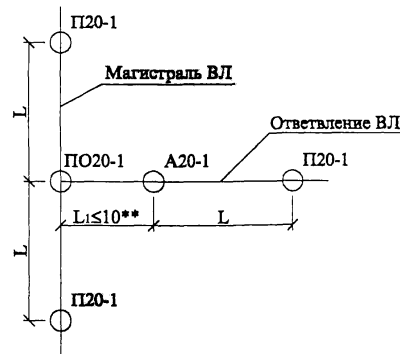 П20-1
Магистраль ВЛ
L
Ответвление ВЛ
ПО20-1
А20-1
П20-1
L₁≤10**
L
L
П20-1